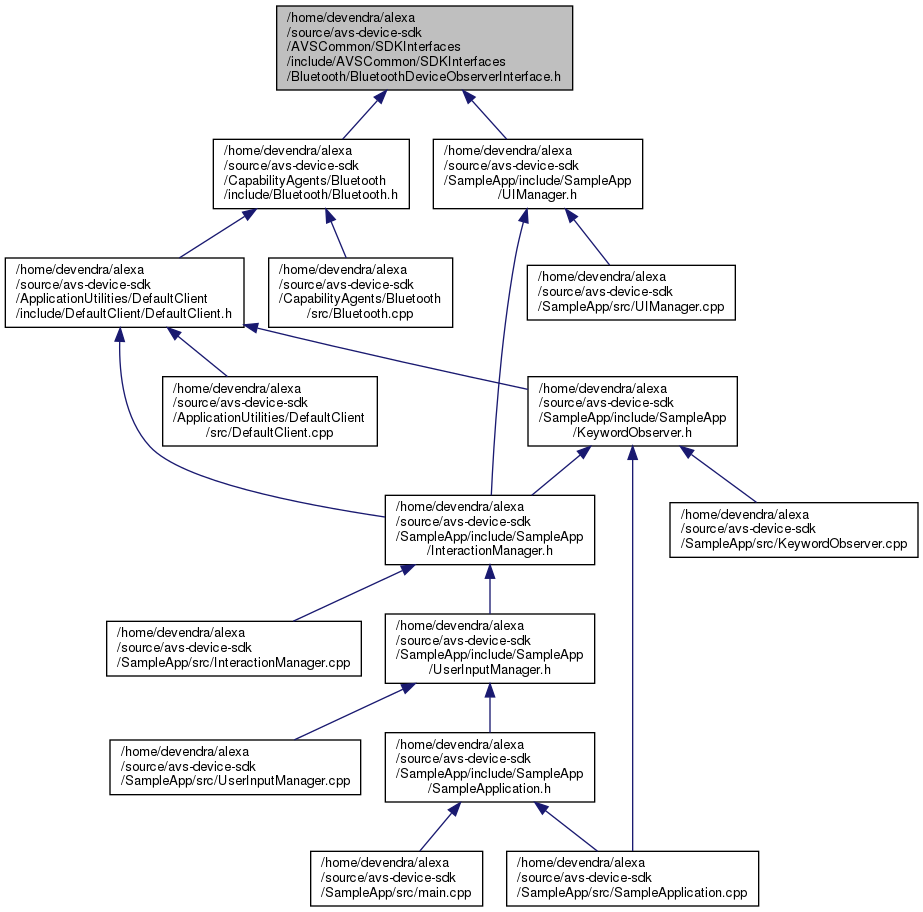 /home/devendra/alexa
/source/avs-device-sdk
/AVSCommon/SDKInterfaces
/include/AVSCommon/SDKInterfaces
/Bluetooth/BluetoothDeviceObserverInterface.h
/home/devendra/alexa
/source/avs-device-sdk
/CapabilityAgents/Bluetooth
/include/Bluetooth/Bluetooth.h
/home/devendra/alexa
/source/avs-device-sdk
/SampleApp/include/SampleApp
/UIManager.h
/home/devendra/alexa
/source/avs-device-sdk
/ApplicationUtilities/DefaultClient
/include/DefaultClient/DefaultClient.h
/home/devendra/alexa
/source/avs-device-sdk
/CapabilityAgents/Bluetooth
/src/Bluetooth.cpp
/home/devendra/alexa
/source/avs-device-sdk
/SampleApp/src/UIManager.cpp
/home/devendra/alexa
/source/avs-device-sdk
/ApplicationUtilities/DefaultClient
/src/DefaultClient.cpp
/home/devendra/alexa
/source/avs-device-sdk
/SampleApp/include/SampleApp
/KeywordObserver.h
/home/devendra/alexa
/source/avs-device-sdk
/SampleApp/include/SampleApp
/InteractionManager.h
/home/devendra/alexa
/source/avs-device-sdk
/SampleApp/src/KeywordObserver.cpp
/home/devendra/alexa
/source/avs-device-sdk
/SampleApp/src/InteractionManager.cpp
/home/devendra/alexa
/source/avs-device-sdk
/SampleApp/include/SampleApp
/UserInputManager.h
/home/devendra/alexa
/source/avs-device-sdk
/SampleApp/src/UserInputManager.cpp
/home/devendra/alexa
/source/avs-device-sdk
/SampleApp/include/SampleApp
/SampleApplication.h
/home/devendra/alexa
/source/avs-device-sdk
/SampleApp/src/main.cpp
/home/devendra/alexa
/source/avs-device-sdk
/SampleApp/src/SampleApplication.cpp